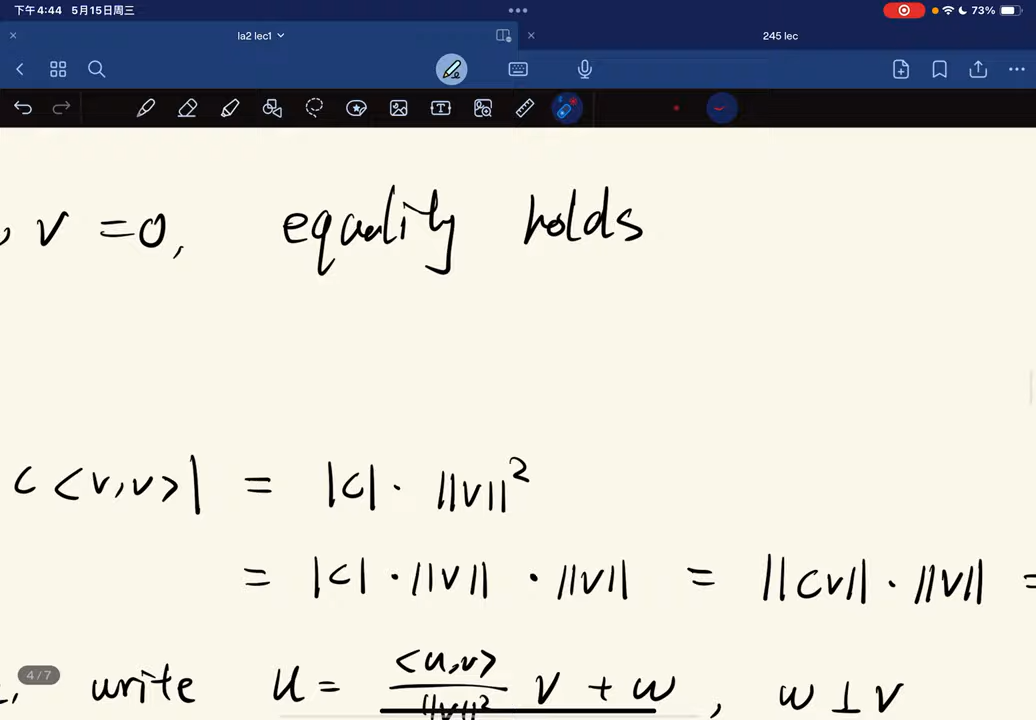 下午4:44 5月15日周三
73%
la2 lec1
245 lec
v = 0, equality holds
c <v,v>| = |c| · ||v||²
= |c| · ||v|| · ||v|| = ||cv|| · ||v|| =
write u = <u,v> / ||v||² v + w, w ⊥ v
4/7